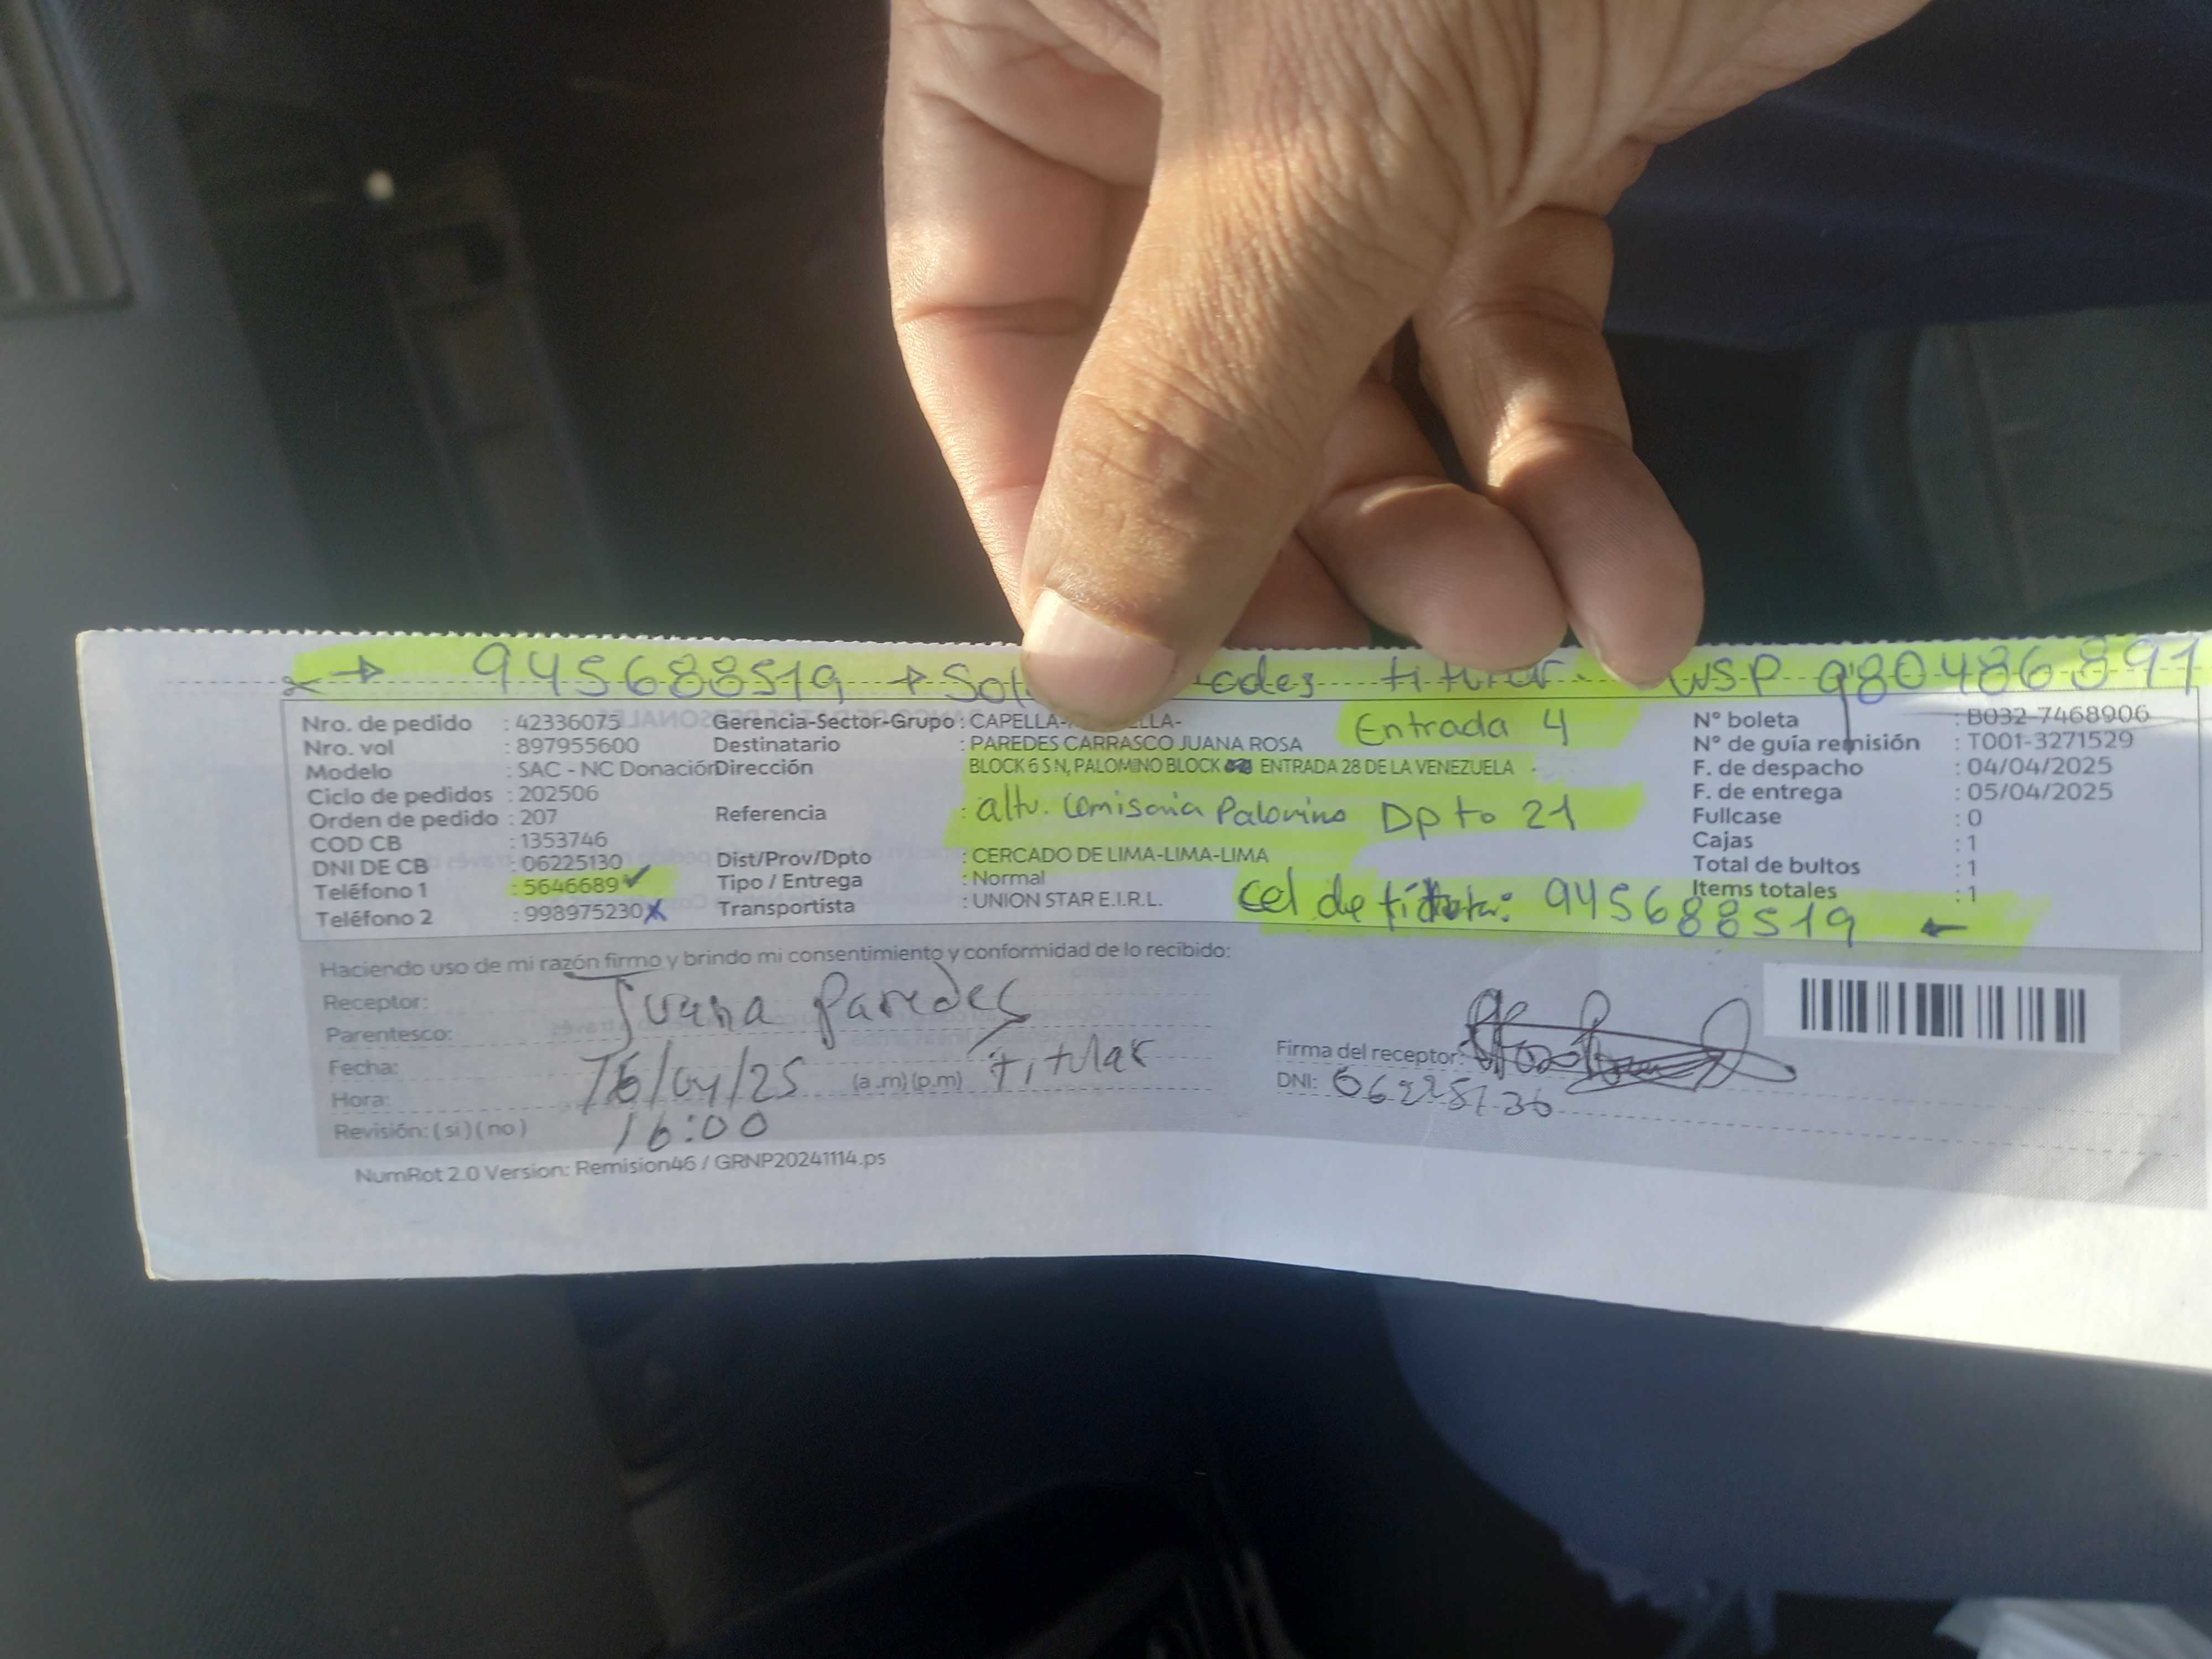 → 945688519 → Sol odes titular. WSP 980486891
Nro. de pedido : 42336075
Nro. vol : 897955600
Modelo : SAC - NC Donación
Ciclo de pedidos : 202506
Orden de pedido : 207
COD CB : 1353746
DNI DE CB : 06225130
Teléfono 1 : 5646689 ✓
Teléfono 2 : 998975230 X
Gerencia-Sector-Grupo : CAPELLA-
Destinatario : PAREDES CARRASCO JUANA ROSA
Entrada 4
Dirección BLOCK 6 S N, PALOMINO BLOCK ENTRADA 28 DE LA VENEZUELA
Referencia : altu. Comisaria Palomino Dpto 21
Dist/Prov/Dpto : CERCADO DE LIMA-LIMA-LIMA
Tipo / Entrega : Normal
Transportista : UNION STAR E.I.R.L.
Cel de titular: 945688519 ←
N° boleta : B032-7468906
N° de guía remisión : T001-3271529
F. de despacho : 04/04/2025
F. de entrega : 05/04/2025
Fullcase : 0
Cajas : 1
Total de bultos : 1
Items totales : 1
Haciendo uso de mi razón firmo y brindo mi consentimiento y conformidad de lo recibido:
Receptor: Juana Paredes
Parentesco: titular
Fecha: 16/04/25 (a.m)(p.m)
Hora: 16:00
Revisión: (si) (no)
Firma del receptor:
DNI: 06225130
NumRot 2.0 Version: Remision46 / GRNP20241114.ps